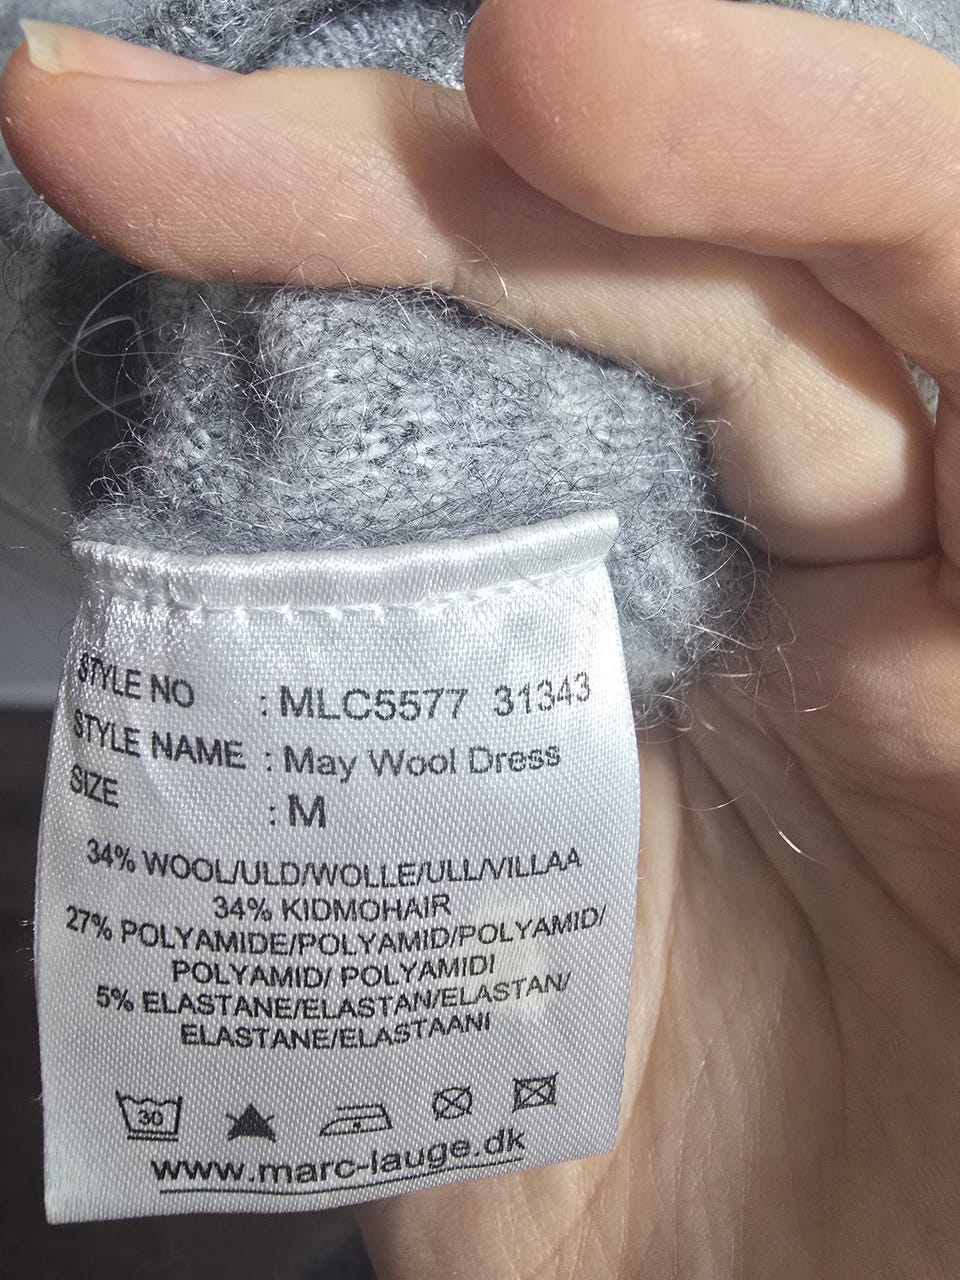 STYLE NO : MLC5577 31343
STYLE NAME : May Wool Dress
SIZE : M
34% WOOL/ULD/WOLLE/ULL/VILLAA
34% KIDMOHAIR
27% POLYAMIDE/POLYAMID/POLYAMID/
POLYAMID/ POLYAMIDI
5% ELASTANE/ELASTAN/ELASTAN/
ELASTANE/ELASTAANI
30
www.marc-lauge.dk